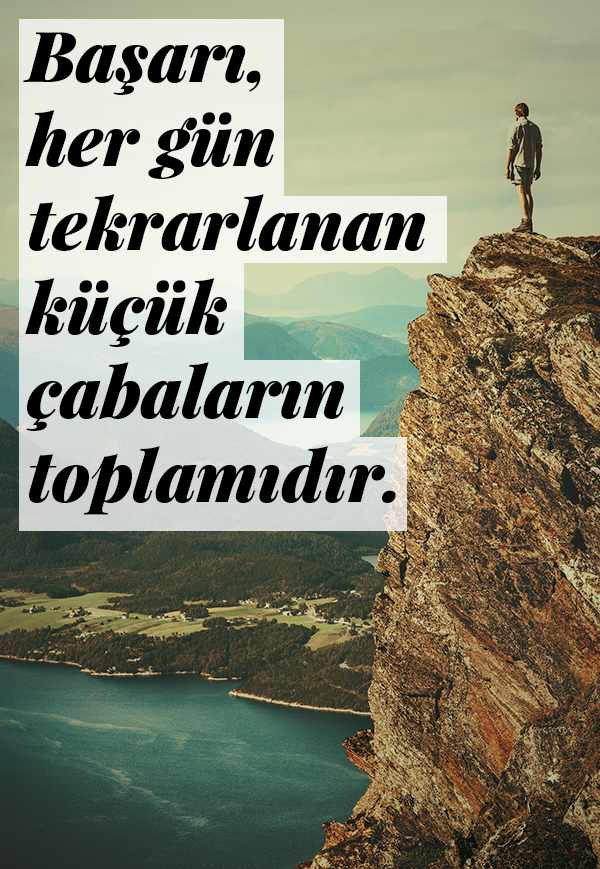 Başarı,
her gün
tekrarlanan
küçük
çabaların
toplamıdır.